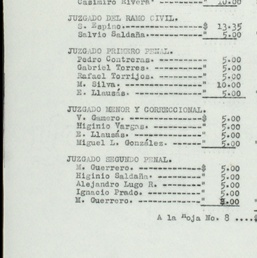 Casimiro Rivera ---------- " 10.00
JUZGADO DEL RAMO CIVIL.
E. Espino.--------------- $ 13.35
Salvio Saldaña.---------- " 5.00
JUZGADO PRIMERO PENAL.
Pedro Contreras.--------- " 5.00
Gabriel Torres.---------- " 5.00
Rafael Torrijos.--------- " 5.00
M. Silva.---------------- " 10.00
E. Llausás.-------------- " 5.00
JUZGADO MENOR Y CORRECCIONAL.
V. Gamero.--------------- $ 5.00
Higinio Vargas.---------- " 5.00
E. Llausás.-------------- " 5.00
Miguel L. González.------ " 5.00
JUZGADO SEGUNDO PENAL.
M. Guerrero.------------- $ 5.00
Higinio Saldaña.--------- " 5.00
Alejandro Lugo R.-------- " 5.00
Ignacio Prado.----------- " 5.00
M. Guerrero.------------- " 8.00
A la Hoja No. 8 ....$